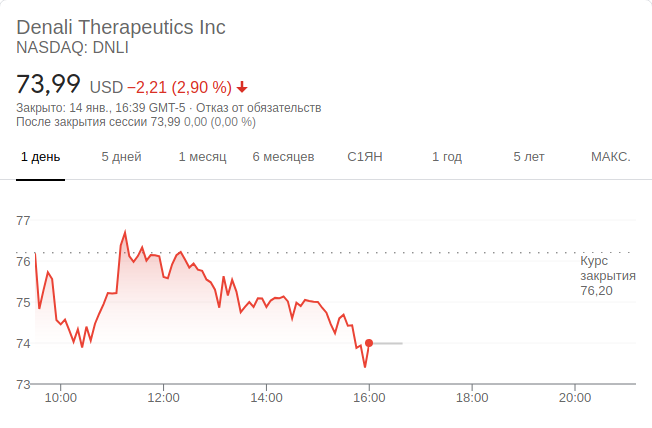 Denali Therapeutics Inc
NASDAQ: DNLI
73,99 USD −2,21 (2,90 %)
Закрыто: 14 янв., 16:39 GMT-5 · Отказ от обязательств
После закрытия сессии 73,99 0,00 (0,00 %)
1 день 5 дней 1 месяц 6 месяцев С1ЯН 1 год 5 лет МАКС.
77
76
75
74
73
Курс
закрытия
76,20
10:00 12:00 14:00 16:00 18:00 20:00